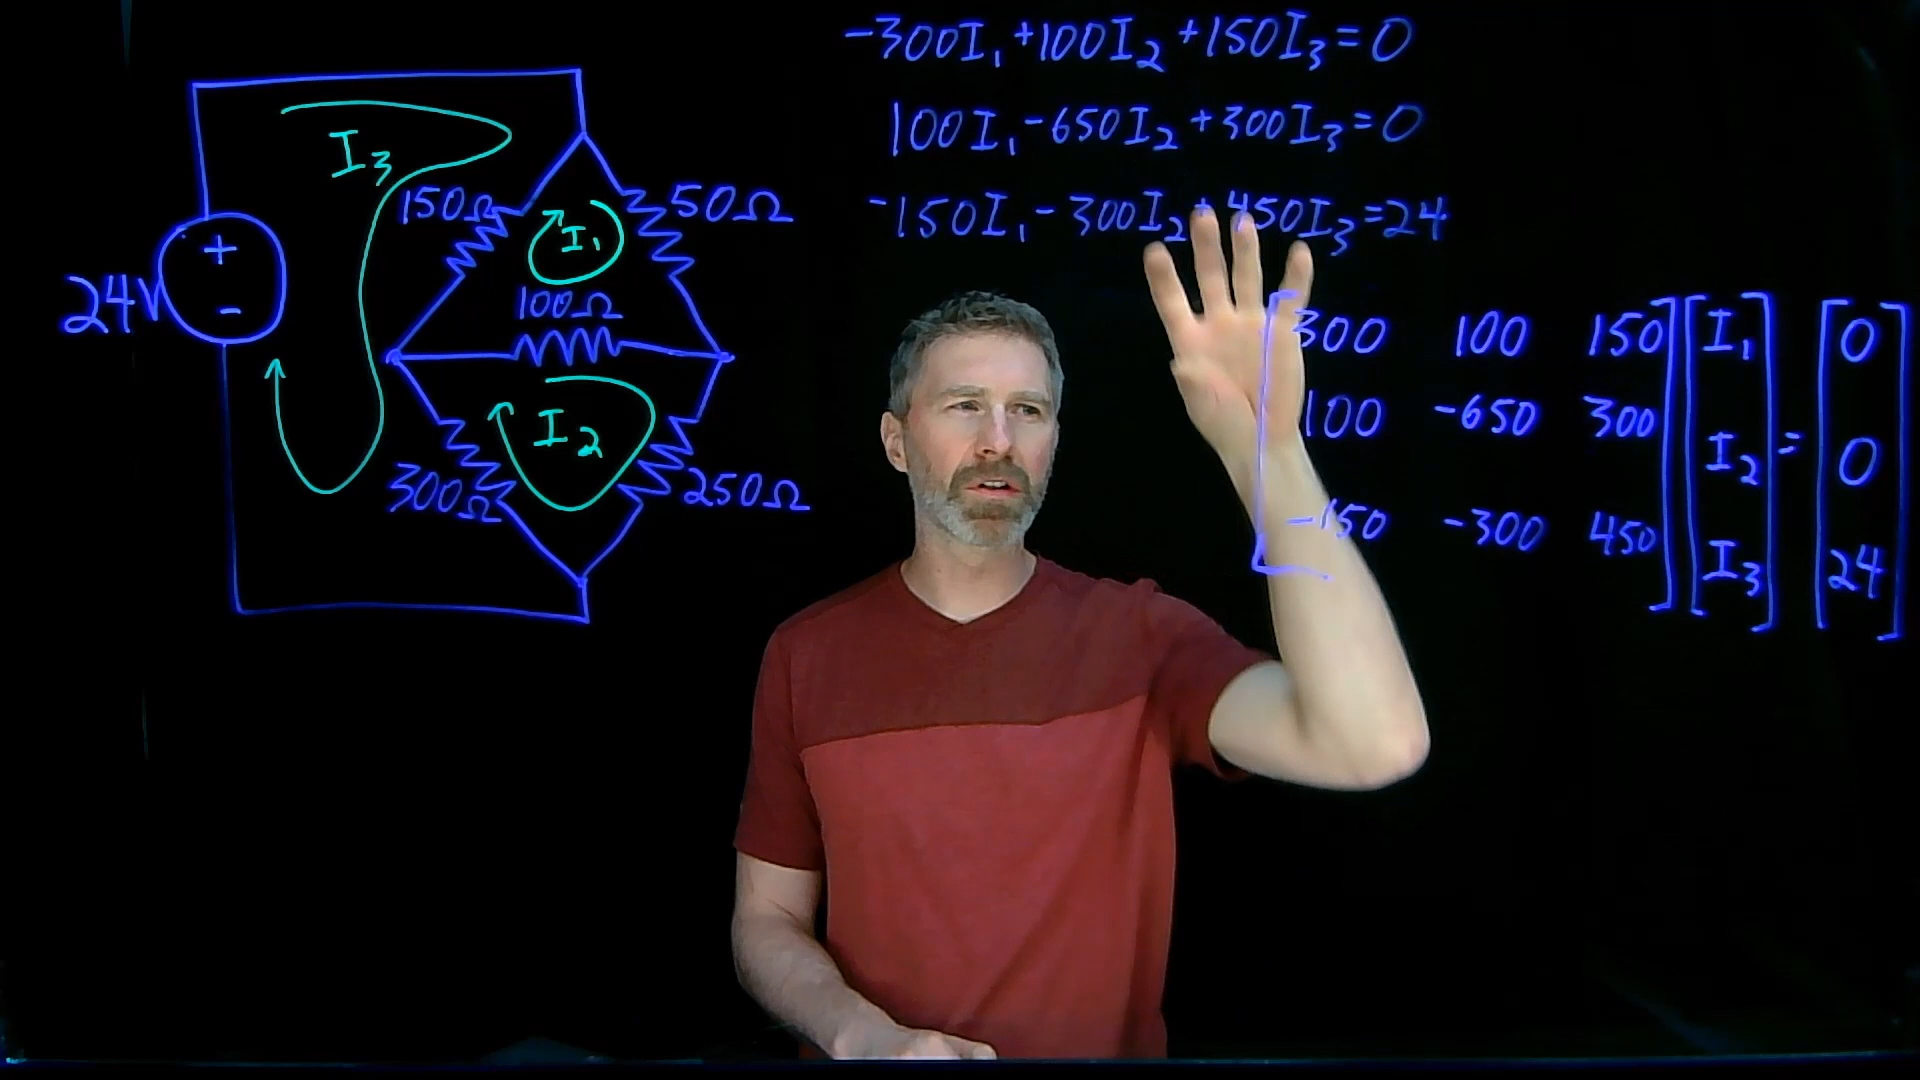 -300I₁+100I₂+150I₃=0
100I₁-650I₂+300I₃=0
-150I₁-300I₂+450I₃=24
I₃
150Ω
50Ω
I₁
+
-
24V
100Ω
I₂
300Ω
250Ω
300 100 150 I₁ 0
100 -650 300 I₂ = 0
-150 -300 450 I₃ 24